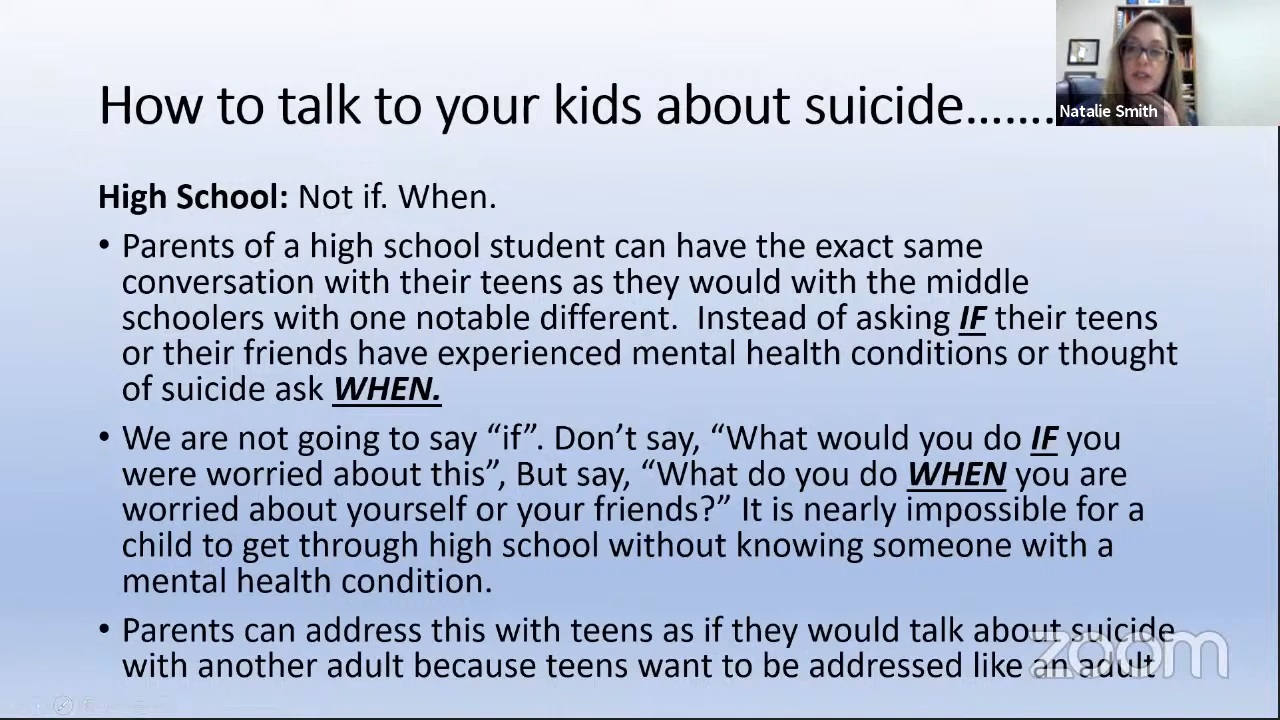 How to talk to your kids about suicide…….
Natalie Smith
High School: Not if. When.
• Parents of a high school student can have the exact same
conversation with their teens as they would with the middle
schoolers with one notable different.  Instead of asking IF their teens
or their friends have experienced mental health conditions or thought
of suicide ask WHEN.
• We are not going to say “if”. Don’t say, “What would you do IF you
were worried about this”, But say, “What do you do WHEN you are
worried about yourself or your friends?” It is nearly impossible for a
child to get through high school without knowing someone with a
mental health condition.
• Parents can address this with teens as if they would talk about suicide
with another adult because teens want to be addressed like an adult
zoom